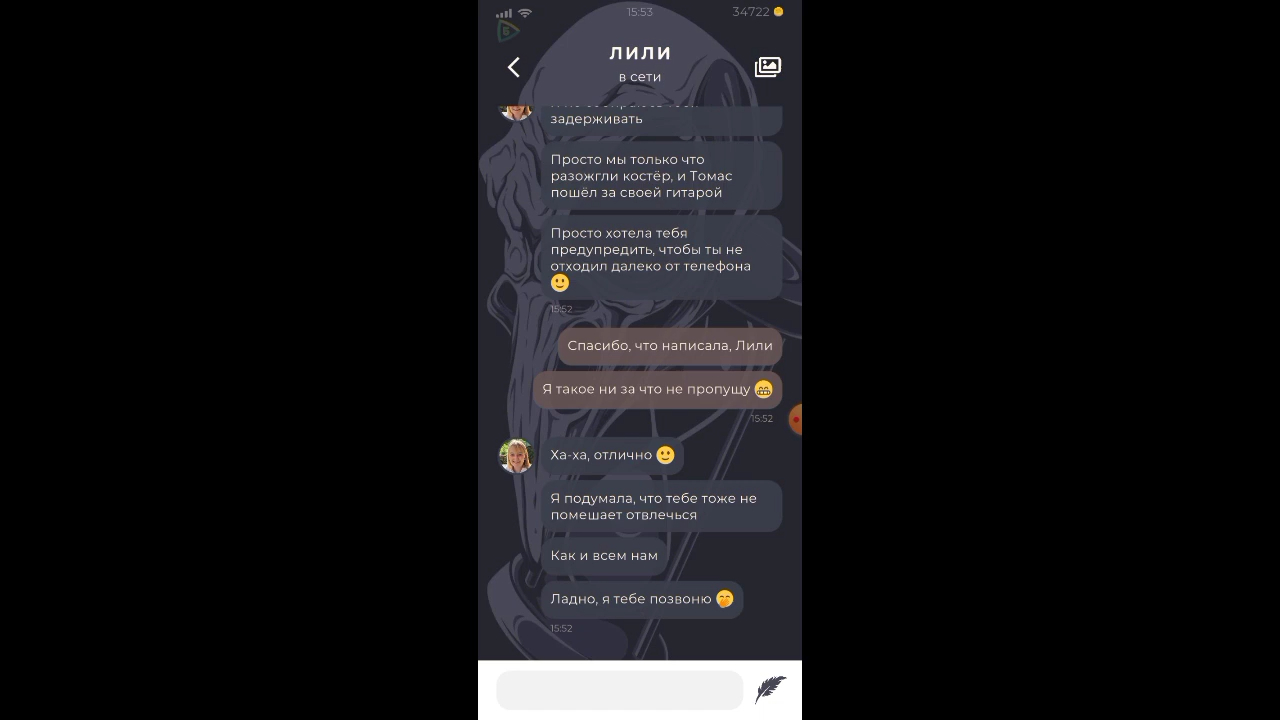 15:53
34722
ЛИЛИ
в сети
задерживать
Просто мы только что
разожгли костёр, и Томас
пошёл за своей гитарой
Просто хотела тебя
предупредить, чтобы ты не
отходил далеко от телефона
🙂
15:52
Спасибо, что написала, Лили
Я такое ни за что не пропущу 😁
15:52
Ха-ха, отлично 🙂
Я подумала, что тебе тоже не
помешает отвлечься
Как и всем нам
Ладно, я тебе позвоню 🤭
15:52